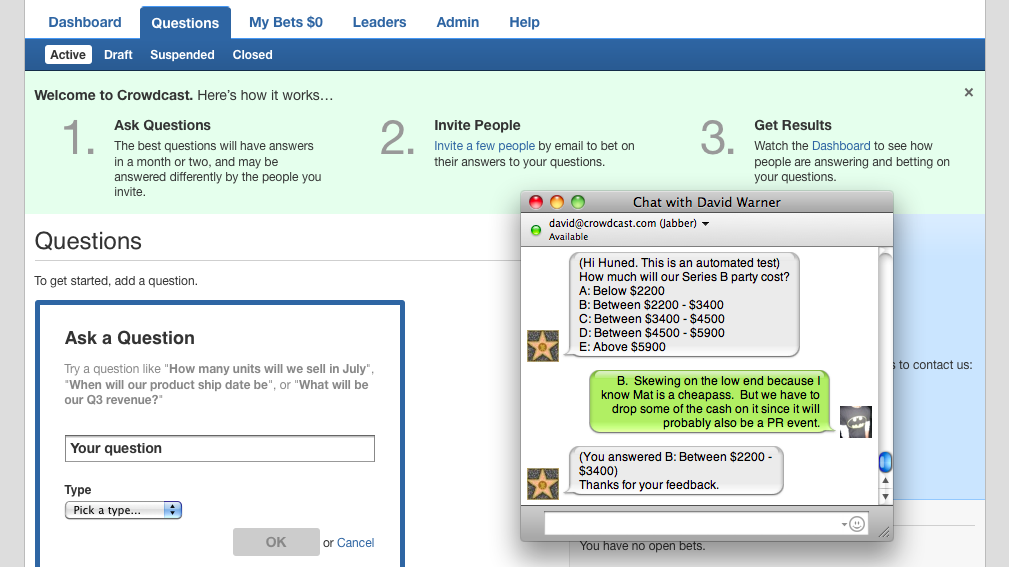 Dashboard
Questions
My Bets $0
Leaders
Admin
Help
Active
Draft
Suspended
Closed
Welcome to Crowdcast. Here's how it works…
×
1.
Ask Questions
The best questions will have answers
in a month or two, and may be
answered differently by the people you
invite.
2.
Invite People
Invite a few people by email to bet on
their answers to your questions.
3.
Get Results
Watch the Dashboard to see how
people are answering and betting on
your questions.
Questions
To get started, add a question.
Ask a Question
Try a question like "How many units will we sell in July",
"When will our product ship date be", or "What will be
our Q3 revenue?"
Your question
Type
Pick a type...
OK or Cancel
Chat with David Warner
david@crowdcast.com (Jabber)
Available
(Hi Huned. This is an automated test)
How much will our Series B party cost?
A: Below $2200
B: Between $2200 - $3400
C: Between $3400 - $4500
D: Between $4500 - $5900
E: Above $5900
B. Skewing on the low end because I
know Mat is a cheapass. But we have to
drop some of the cash on it since it will
probably also be a PR event.
(You answered B: Between $2200 -
$3400)
Thanks for your feedback.
to contact us:
You have no open bets.